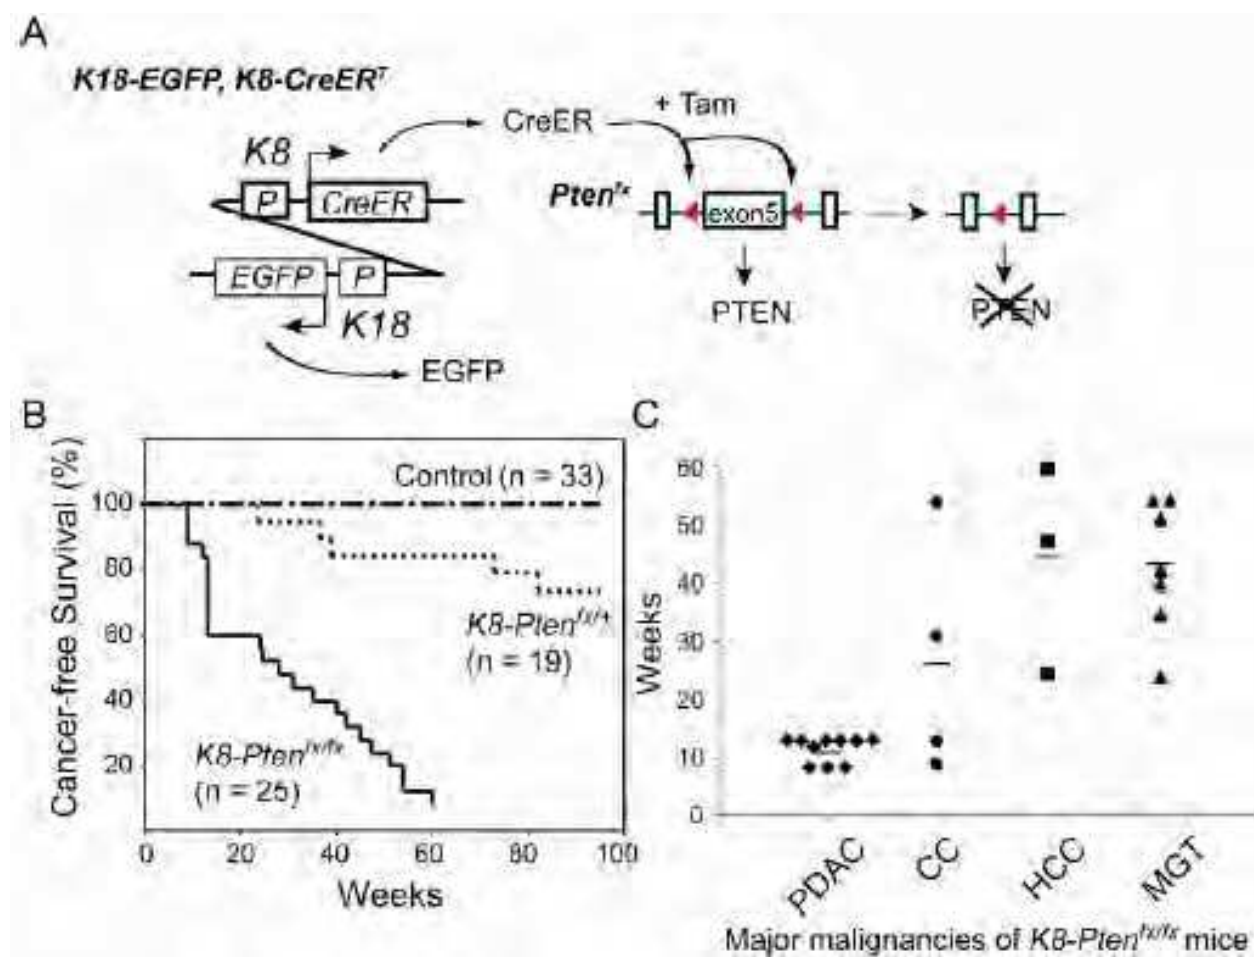 A
K18-EGFP, K8-CreERᵀ
+ Tam
CreER
K8
P
CreER
Ptenᶠˣ
exon5
EGFP
P
PTEN
PTEN
K18
EGFP
B
C
Cancer-free Survival (%)
100
80
60
40
20
Control (n = 33)
K8-Ptenᶠˣ/⁺
(n = 19)
K8-Ptenᶠˣ/ᶠˣ
(n = 25)
0 20 40 60 80 100
Weeks
Weeks
60
50
40
30
20
10
0
PDAC
CC
HCC
MGT
Major malignancies of K8-Ptenᶠˣ/ᶠˣ mice